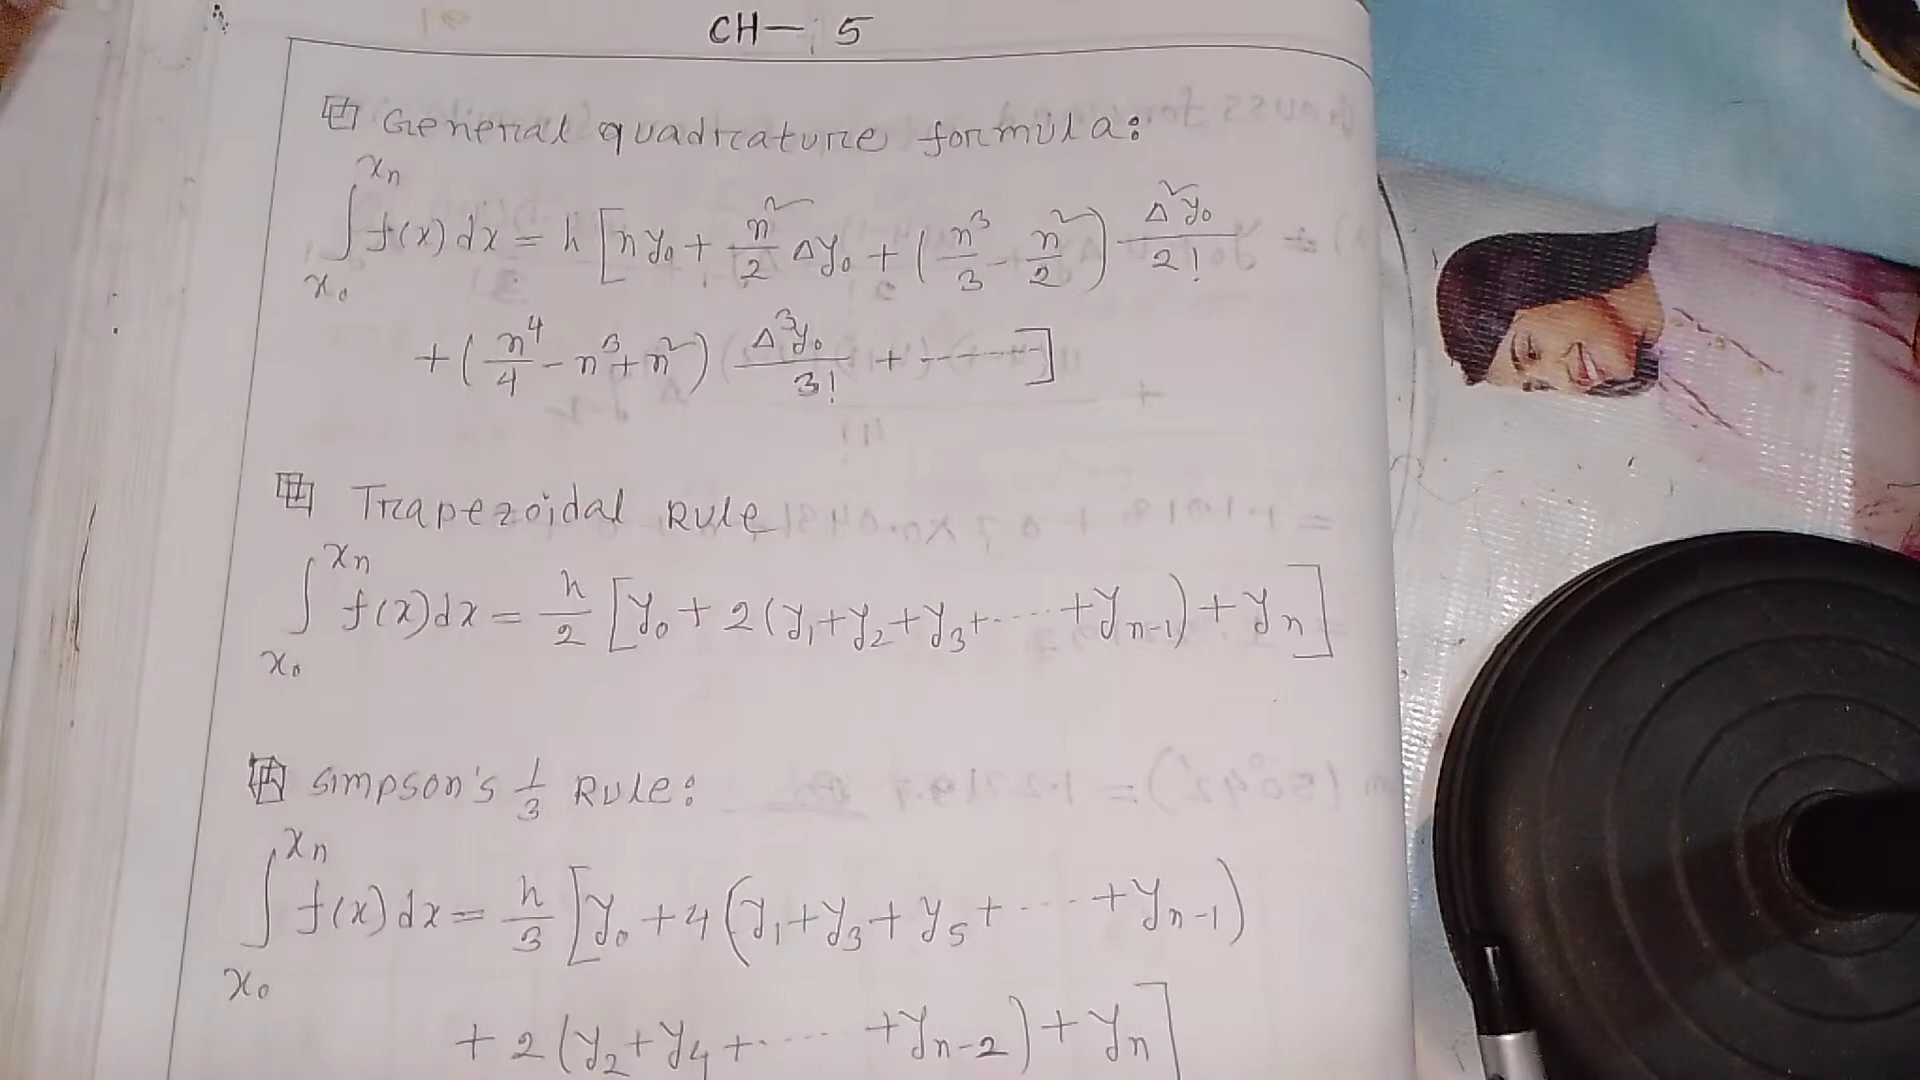 CH- 5
General quadrature formula:
∫_{x₀}^{xₙ} f(x) dx = h [ny₀ + n²/2 Δy₀ + (n³/3 - n²/2) Δ²y₀/2!
+ (n⁴/4 - n³ + n²) Δ³y₀/3! + ------]
Trapezoidal Rule
∫_{x₀}^{xₙ} f(x) dx = h/2 [y₀ + 2(y₁+y₂+y₃+.....+yₙ₋₁) + yₙ]
Simpson's 1/3 Rule:
∫_{x₀}^{xₙ} f(x) dx = h/3 [y₀ + 4(y₁+y₃+y₅+.....+yₙ₋₁)
+ 2(y₂+y₄+......+yₙ₋₂) + yₙ]